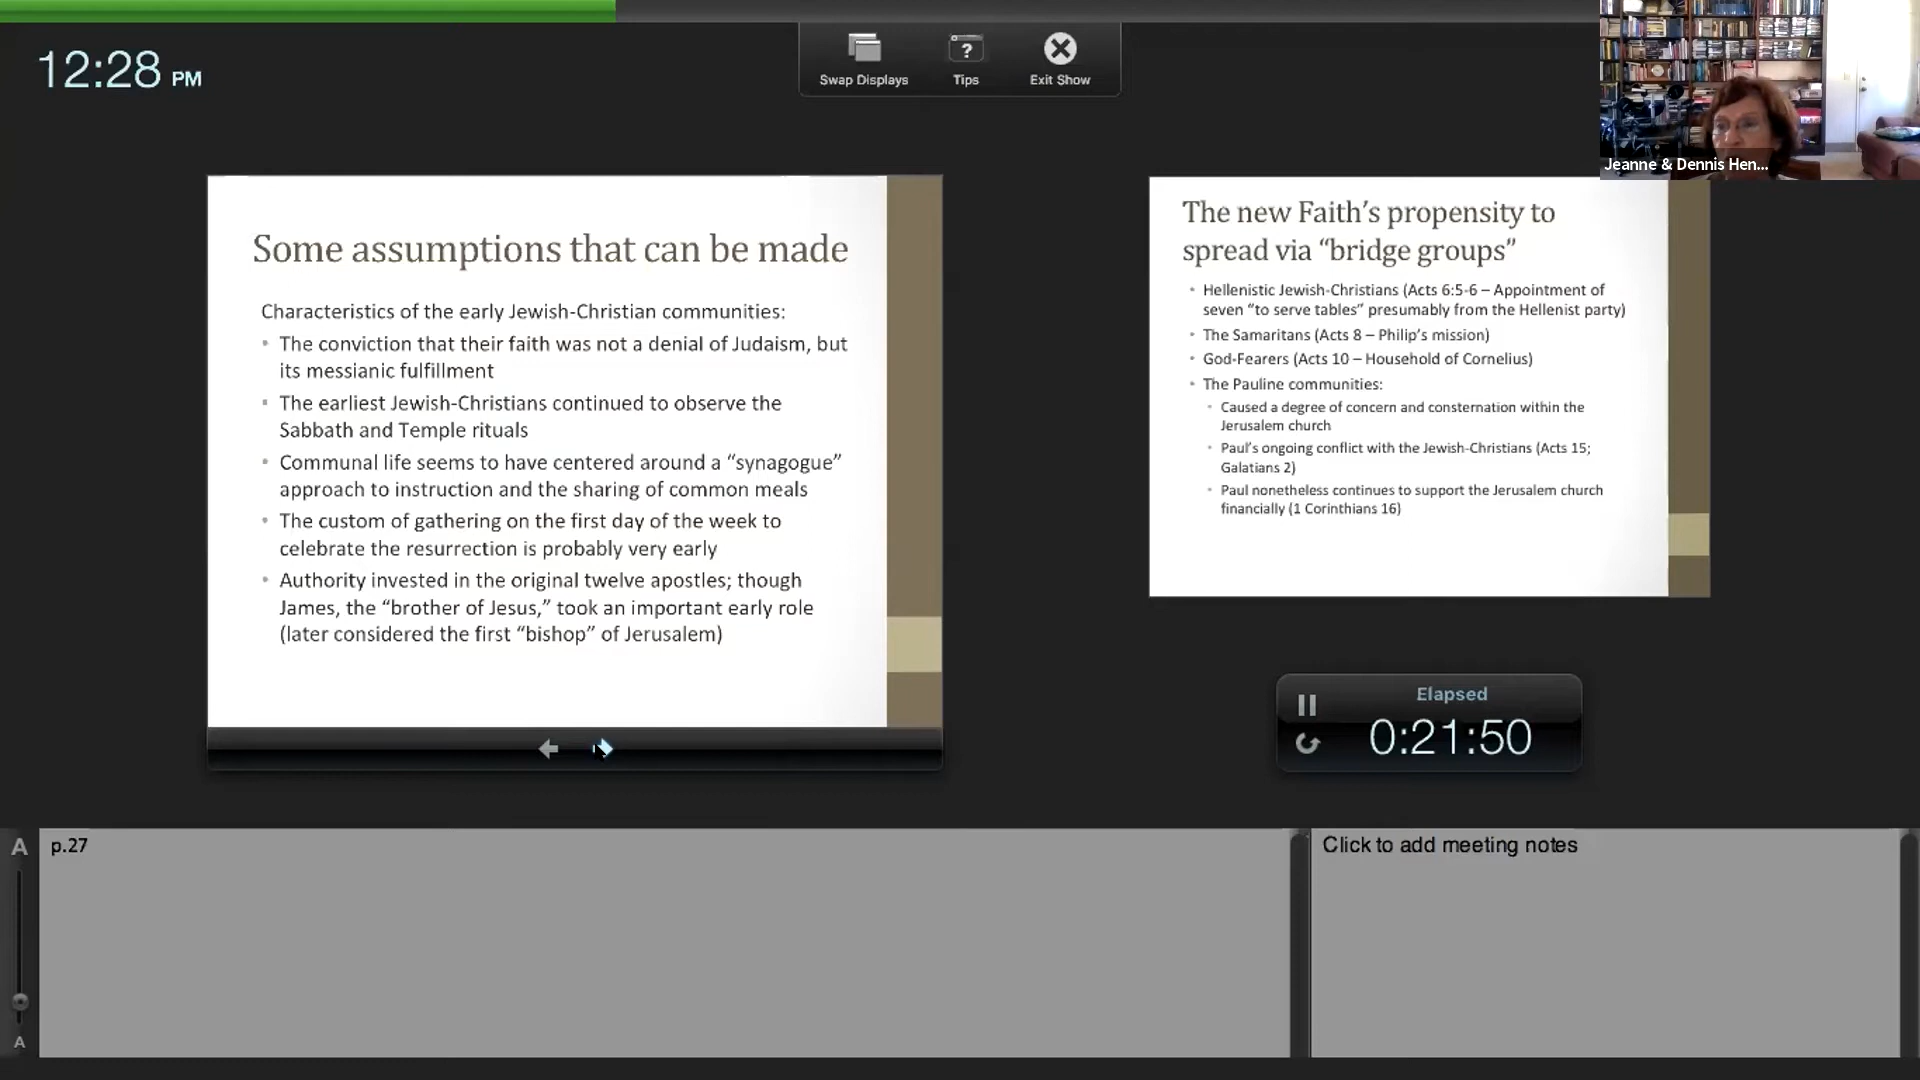 12:28 PM
Swap Displays
Tips
Exit Show
Jeanne & Dennis Hen...
Some assumptions that can be made
Characteristics of the early Jewish-Christian communities:
• The conviction that their faith was not a denial of Judaism, but
its messianic fulfillment
• The earliest Jewish-Christians continued to observe the
Sabbath and Temple rituals
• Communal life seems to have centered around a “synagogue”
approach to instruction and the sharing of common meals
• The custom of gathering on the first day of the week to
celebrate the resurrection is probably very early
• Authority invested in the original twelve apostles; though
James, the “brother of Jesus,” took an important early role
(later considered the first “bishop” of Jerusalem)
The new Faith’s propensity to
spread via “bridge groups”
• Hellenistic Jewish-Christians (Acts 6:5-6 – Appointment of
seven “to serve tables” presumably from the Hellenist party)
• The Samaritans (Acts 8 – Philip’s mission)
• God-Fearers (Acts 10 – Household of Cornelius)
• The Pauline communities:
• Caused a degree of concern and consternation within the
Jerusalem church
• Paul’s ongoing conflict with the Jewish-Christians (Acts 15;
Galatians 2)
• Paul nonetheless continues to support the Jerusalem church
financially (1 Corinthians 16)
Elapsed
0:21:50
A
A
p.27
Click to add meeting notes